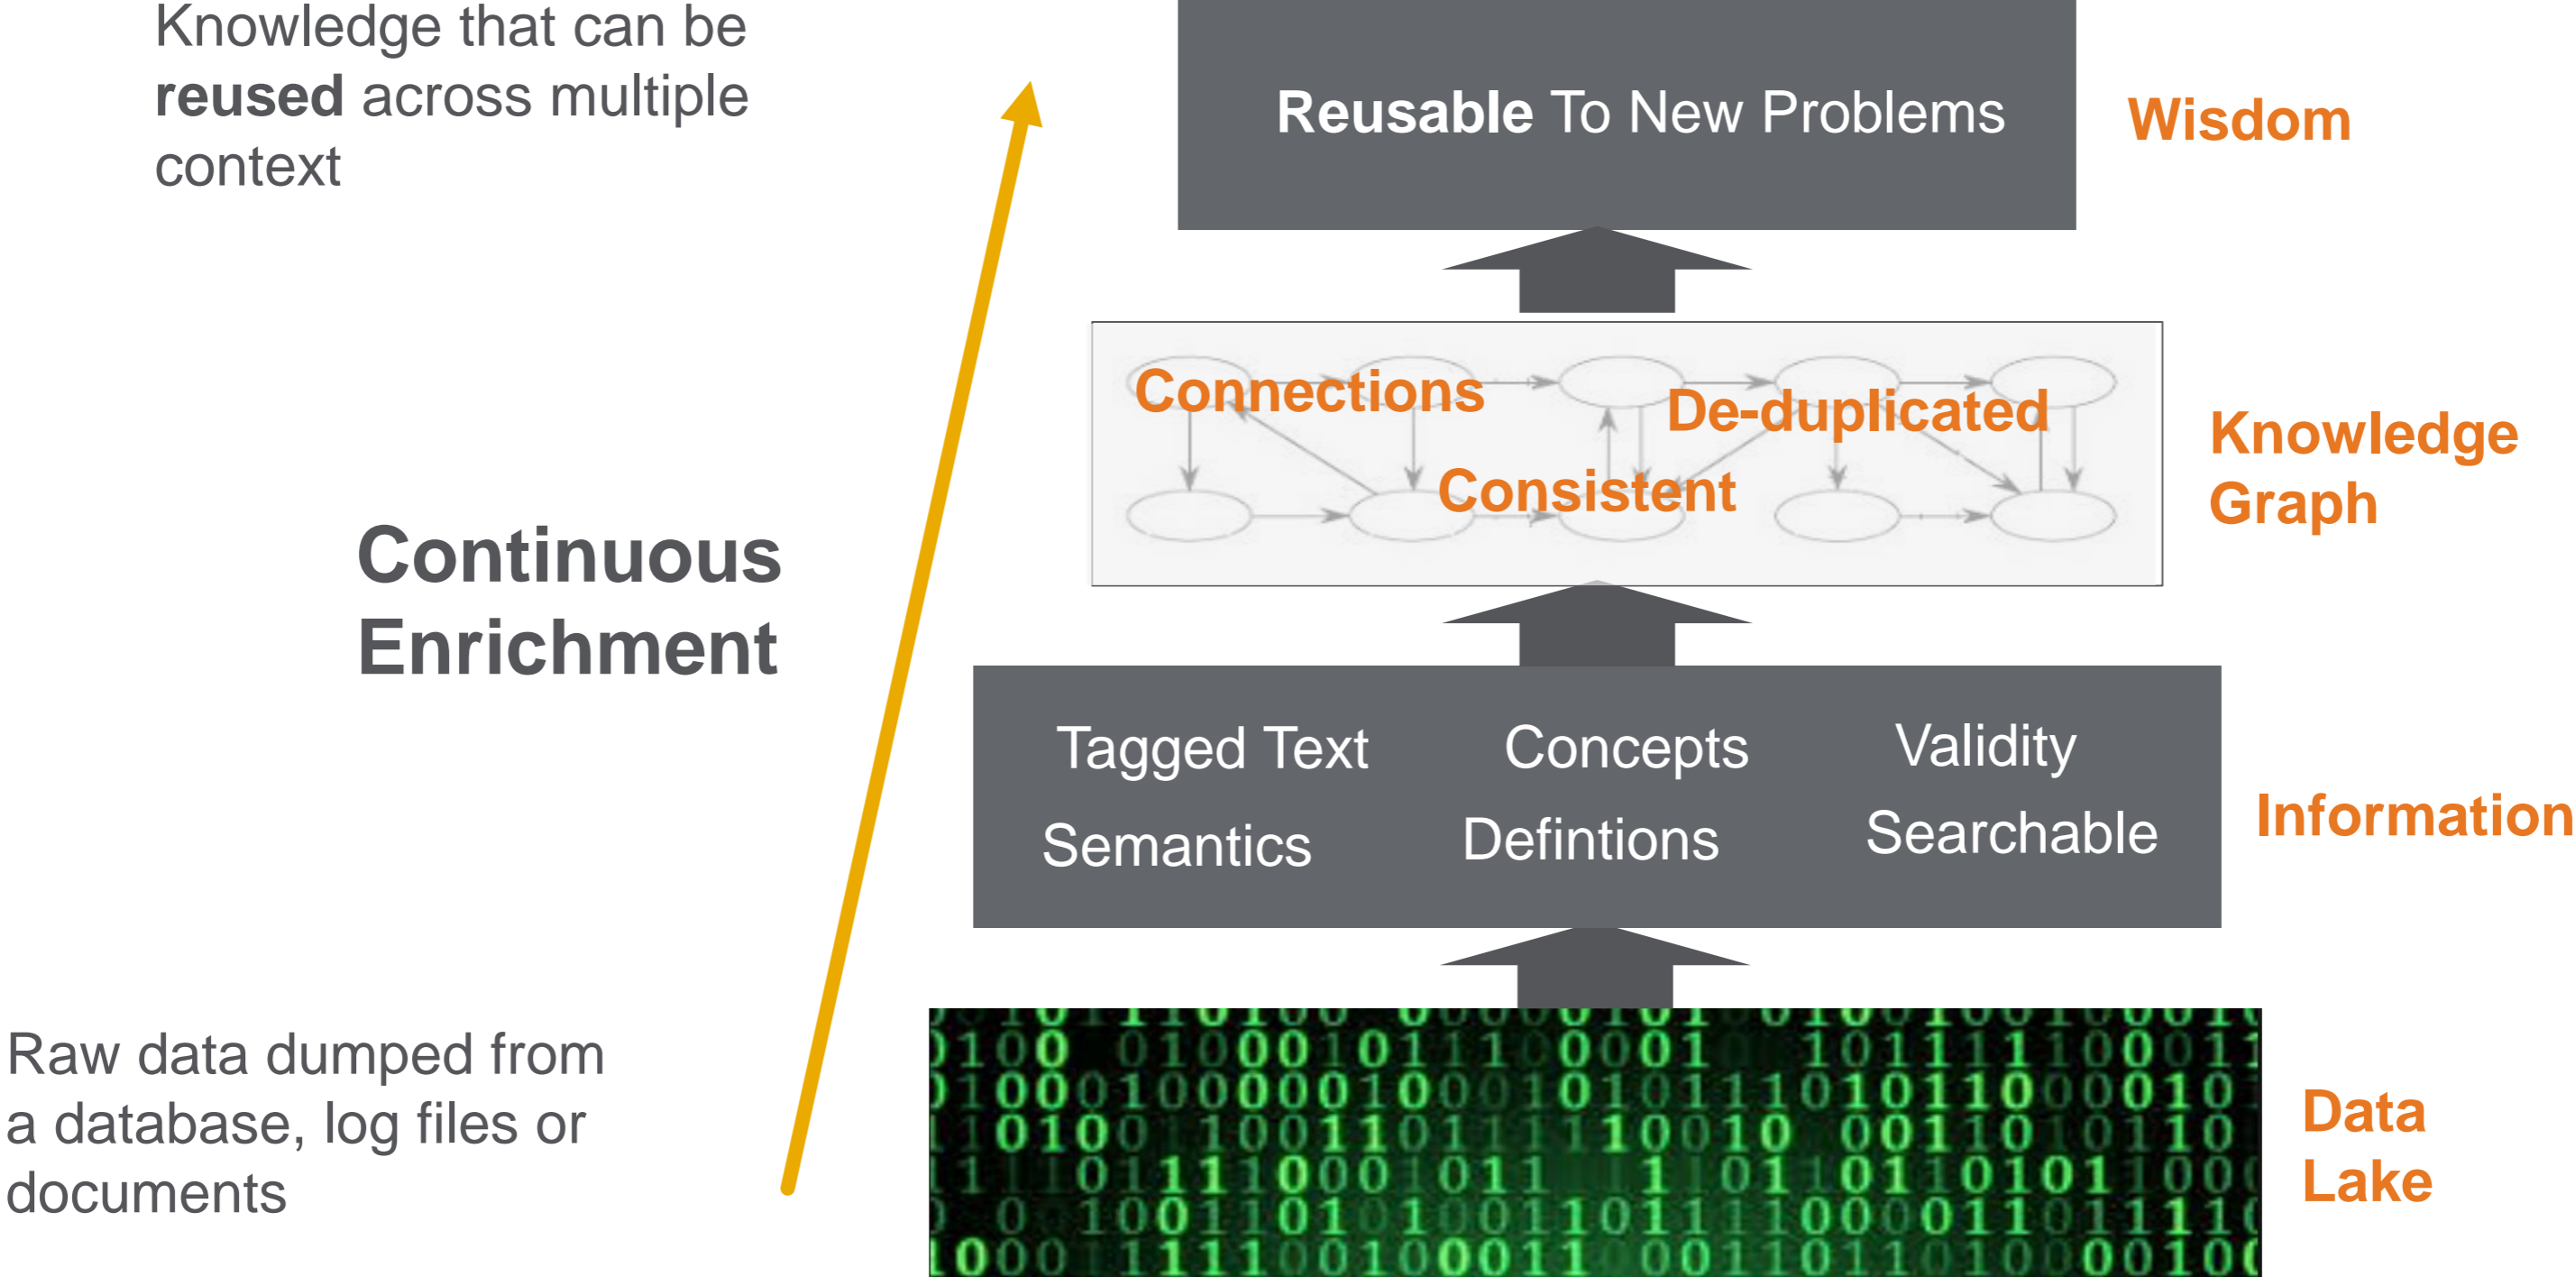 Knowledge that can be
reused across multiple
context
Reusable To New Problems
Wisdom
Connections
De-duplicated
Consistent
Knowledge
Graph
Continuous
Enrichment
Tagged Text
Concepts
Validity
Semantics
Defintions
Searchable
Information
Raw data dumped from
a database, log files or
documents
Data
Lake